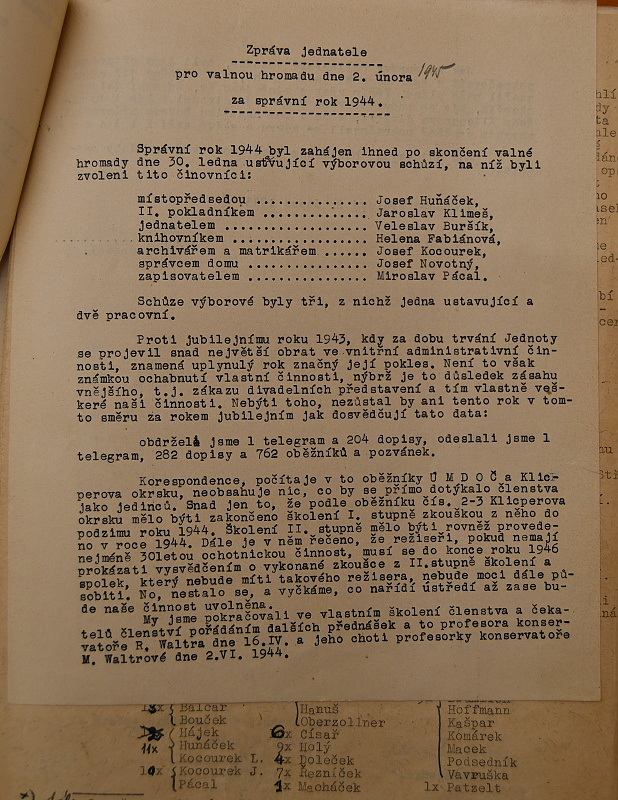 Zpráva jednatele
pro valnou hromadu dne 2. února 1945
za správní rok 1944.
Správní rok 1944 byl zahájen ihned po skončení valné
hromady dne 30. ledna ustavující výborovou schůzí, na níž byli
zvoleni tito činovníci:
místopředsedou ............... Josef Huňáček,
II. pokladníkem .............. Jaroslav Klimeš,
jednatelem ................... Veleslav Buršík,
knihovníkem .................. Helena Fabiánová,
archivářem a matrikářem ...... Josef Kocourek,
správcem domu ................ Josef Novotný,
zapisovatelem ................ Miroslav Pácal.
Schůze výborové byly tři, z nichž jedna ustavující a
dvě pracovní.
Proti jubilejnímu roku 1943, kdy za dobu trvání Jednoty
se projevil snad největší obrat ve vnitřní administrativní čin-
nosti, znamená uplynulý rok značný její pokles. Není to však
známkou ochabnutí vlastní činnosti, nýbrž je to důsledek zásahu
vnějšího, t.j. zákazu divadelních představení a tím vlastně veš-
keré naší činnosti. Nebýti toho, nezůstal by ani tento rok v tom-
to směru za rokem jubilejním jak dosvědčují tato data:
obdrželi jsme 1 telegram a 204 dopisy, odeslali jsme 1
telegram, 282 dopisy a 762 oběžníků a pozvánek.
Korespondence, počítaje v to oběžníky Ú M D O Č a Klic-
perova okrsku, neobsahuje nic, co by se přímo dotýkalo členstva
jako jedinců. Snad jen to, že podle oběžníku čís. 2-3 Klicperova
okrsku mělo býti zakončeno školení I. stupně zkouškou z něho do
podzimu roku 1944. Školení II. stupně mělo býti rovněž provede-
no v roce 1944. Dále je v něm řečeno, že režiseři, pokud nemají
nejméně 30letou ochotnickou činnost, musí se do konce roku 1946
prokázati vysvědčením o vykonané zkoušce z II.stupně školení a
spolek, který nebude míti takového režisera, nebude moci dále pů-
sobiti. No, nestalo se, a vyčkáme, co nařídí ústředí až zase bu-
de naše činnost uvolněna.
My jsme pokračovali ve vlastním školení členstva a čeka-
telů členství pořádáním dalších přednášek a to profesora konser-
vatoře R. Waltra dne 16.IV. a jeho choti profesorky konservatoře
M. Waltrové dne 2.VI. 1944.
Balcar Hanuš Hoffmann
Bouček Oberzoliner Kašpar
Hájek 6x Císař Komárek
11x Huňáček 9x Holý Macek
Kocourek L. 4x Doleček Podsedník
10x Kocourek J. 7x Řezníček Vavruška
Pácal 1x Macháček 1x Patzelt